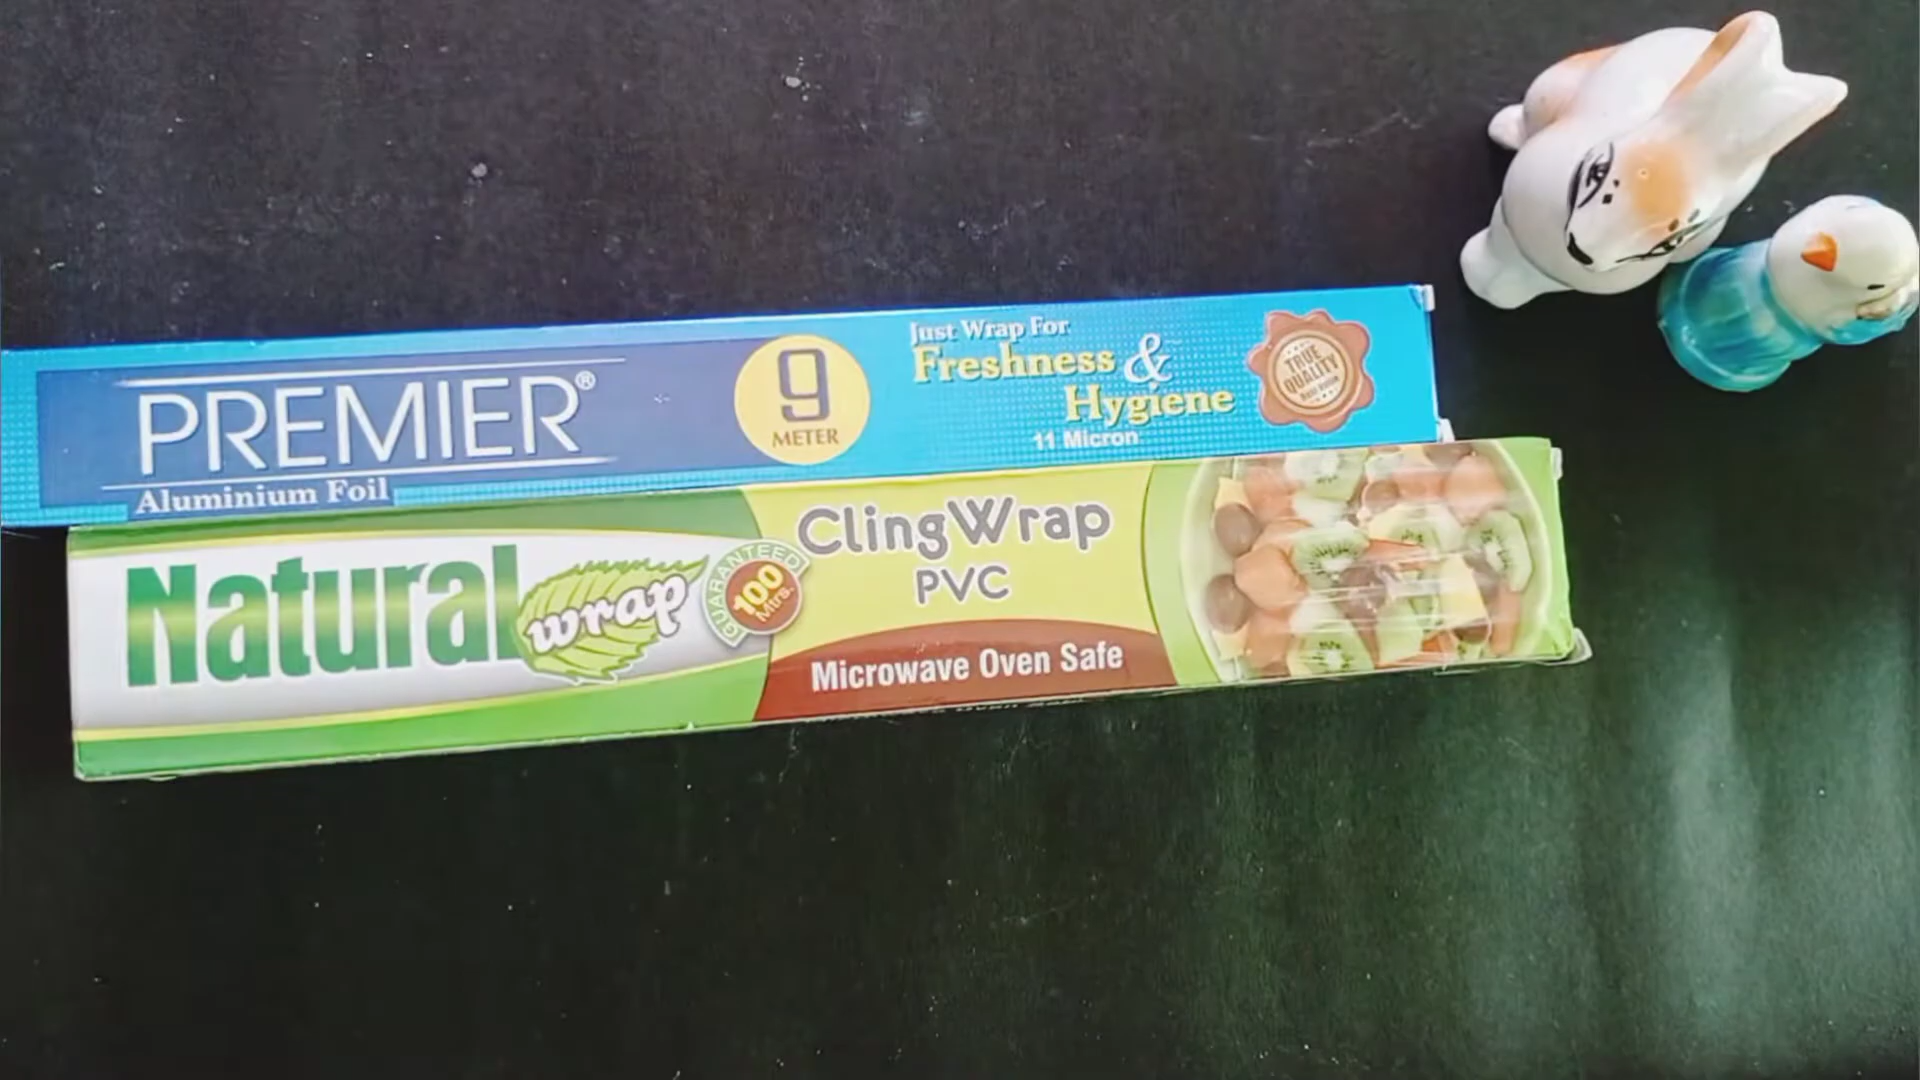 PREMIER®
Aluminium Foil
9
METER
Just Wrap For
Freshness &
Hygiene
11 Micron
TRUE
QUALITY
Natural
wrap
GUARANTEED
100
Mtrs.
ClingWrap
PVC
Microwave Oven Safe